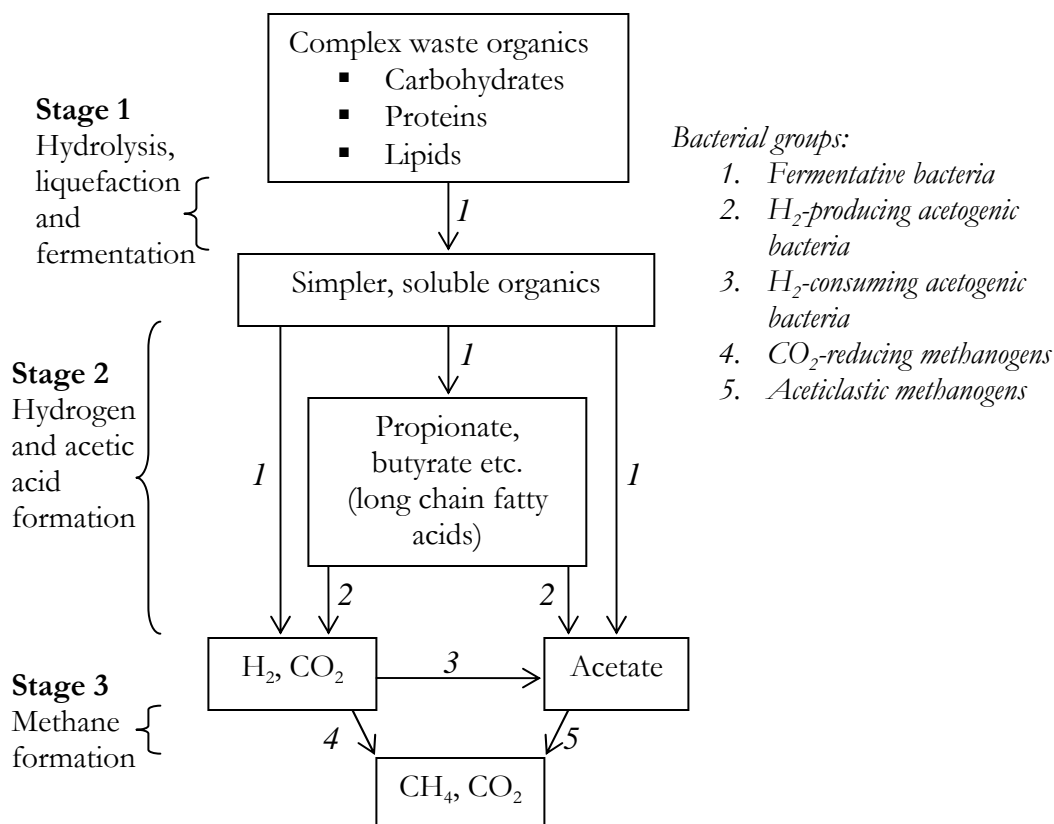 Complex waste organics
▪ Carbohydrates
▪ Proteins
▪ Lipids
Stage 1
Hydrolysis,
liquefaction
and
fermentation
1
Simpler, soluble organics
Bacterial groups:
1. Fermentative bacteria
2. H₂-producing acetogenic
bacteria
3. H₂-consuming acetogenic
bacteria
4. CO₂-reducing methanogens
5. Aceticlastic methanogens
Stage 2
Hydrogen
and acetic
acid
formation
1
1
1
Propionate,
butyrate etc.
(long chain fatty
acids)
2
2
H₂, CO₂
3
Acetate
Stage 3
Methane
formation
4
5
CH₄, CO₂